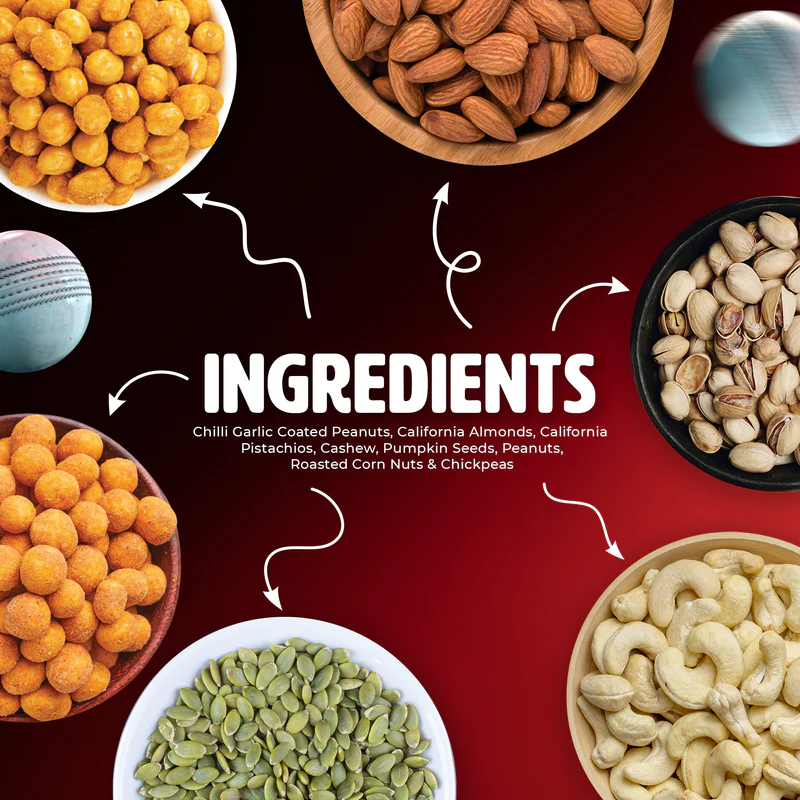 INGREDIENTS
Chilli Garlic Coated Peanuts, California Almonds, California
Pistachios, Cashew, Pumpkin Seeds, Peanuts,
Roasted Corn Nuts & Chickpeas